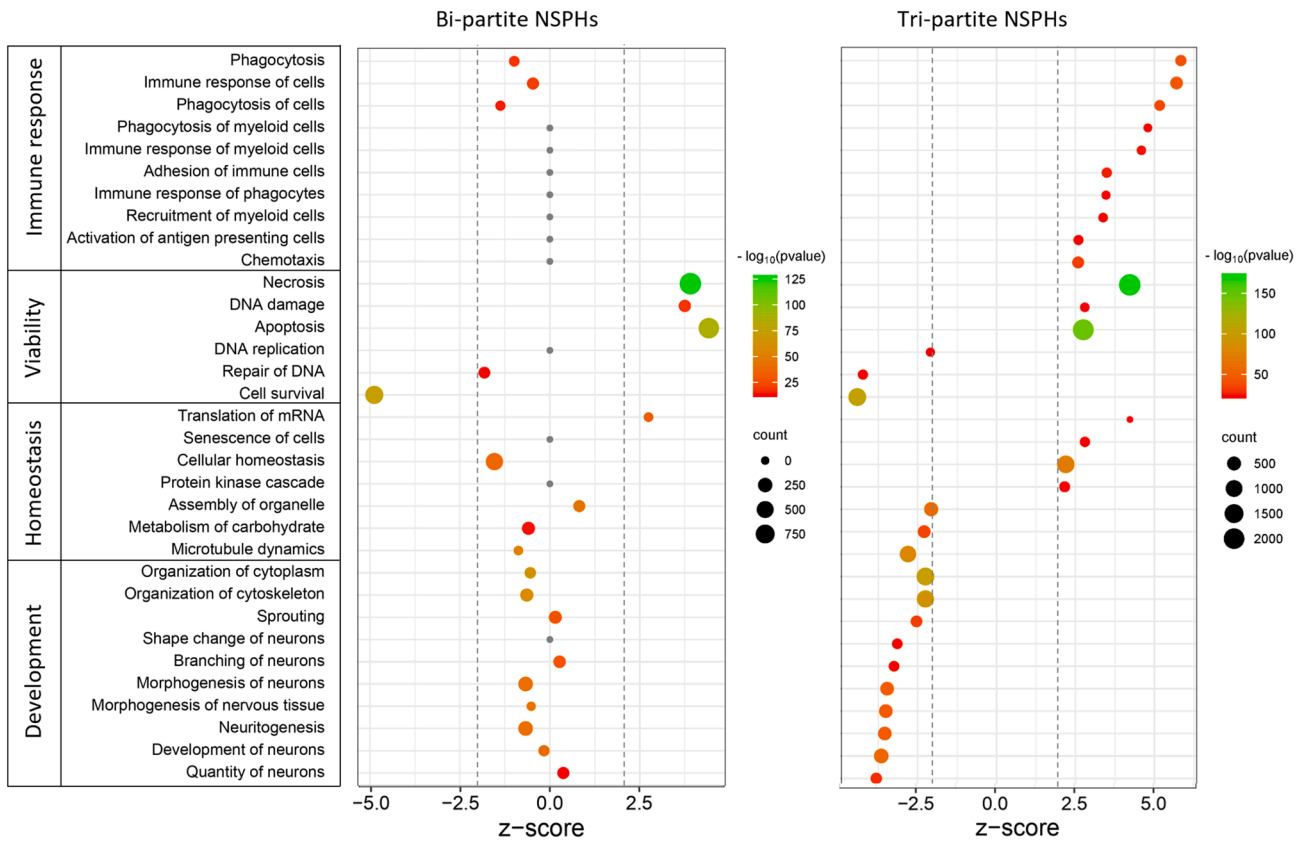 Bi-partite NSPHs
Tri-partite NSPHs
Immune response
Phagocytosis
Immune response of cells
Phagocytosis of cells
Phagocytosis of myeloid cells
Immune response of myeloid cells
Adhesion of immune cells
Immune response of phagocytes
Recruitment of myeloid cells
Activation of antigen presenting cells
Chemotaxis
Viability
Necrosis
DNA damage
Apoptosis
DNA replication
Repair of DNA
Cell survival
Homeostasis
Translation of mRNA
Senescence of cells
Cellular homeostasis
Protein kinase cascade
Assembly of organelle
Metabolism of carbohydrate
Microtubule dynamics
Development
Organization of cytoplasm
Organization of cytoskeleton
Sprouting
Shape change of neurons
Branching of neurons
Morphogenesis of neurons
Morphogenesis of nervous tissue
Neuritogenesis
Development of neurons
Quantity of neurons
−5.0 −2.5 0.0 2.5
z−score
- log10(pvalue)
125
100
75
50
25
count
0
250
500
750
−2.5 0.0 2.5 5.0
z−score
- log10(pvalue)
150
100
50
count
500
1000
1500
2000